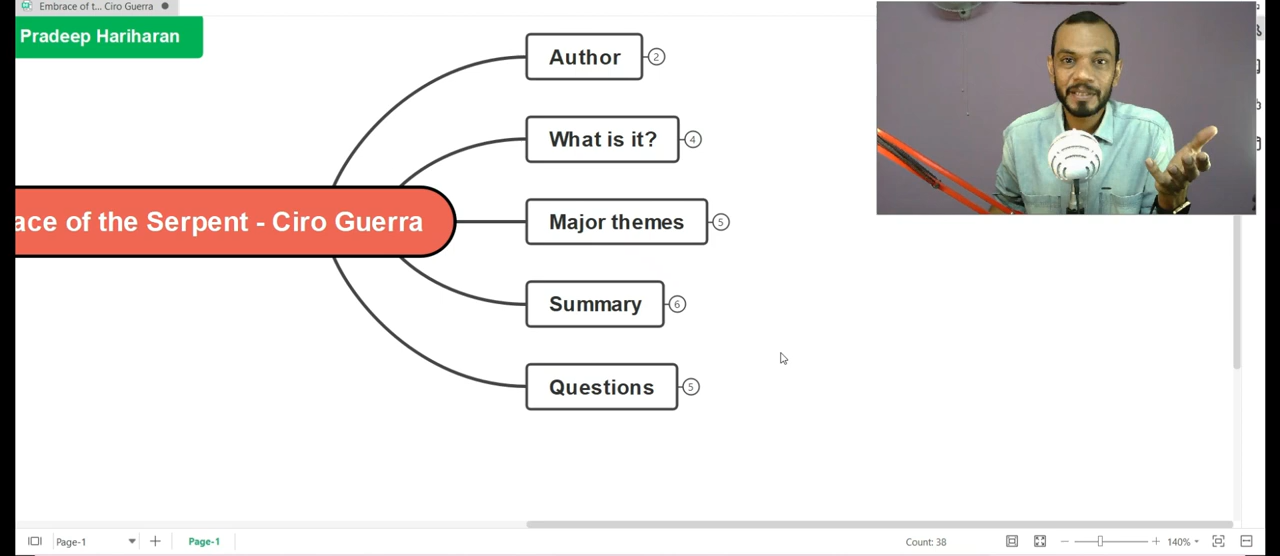 Embrace of t... Ciro Guerra
Pradeep Hariharan
Author
2
What is it?
4
ace of the Serpent - Ciro Guerra
Major themes
5
Summary
6
Questions
5
Page-1
Page-1
Count: 38
140%